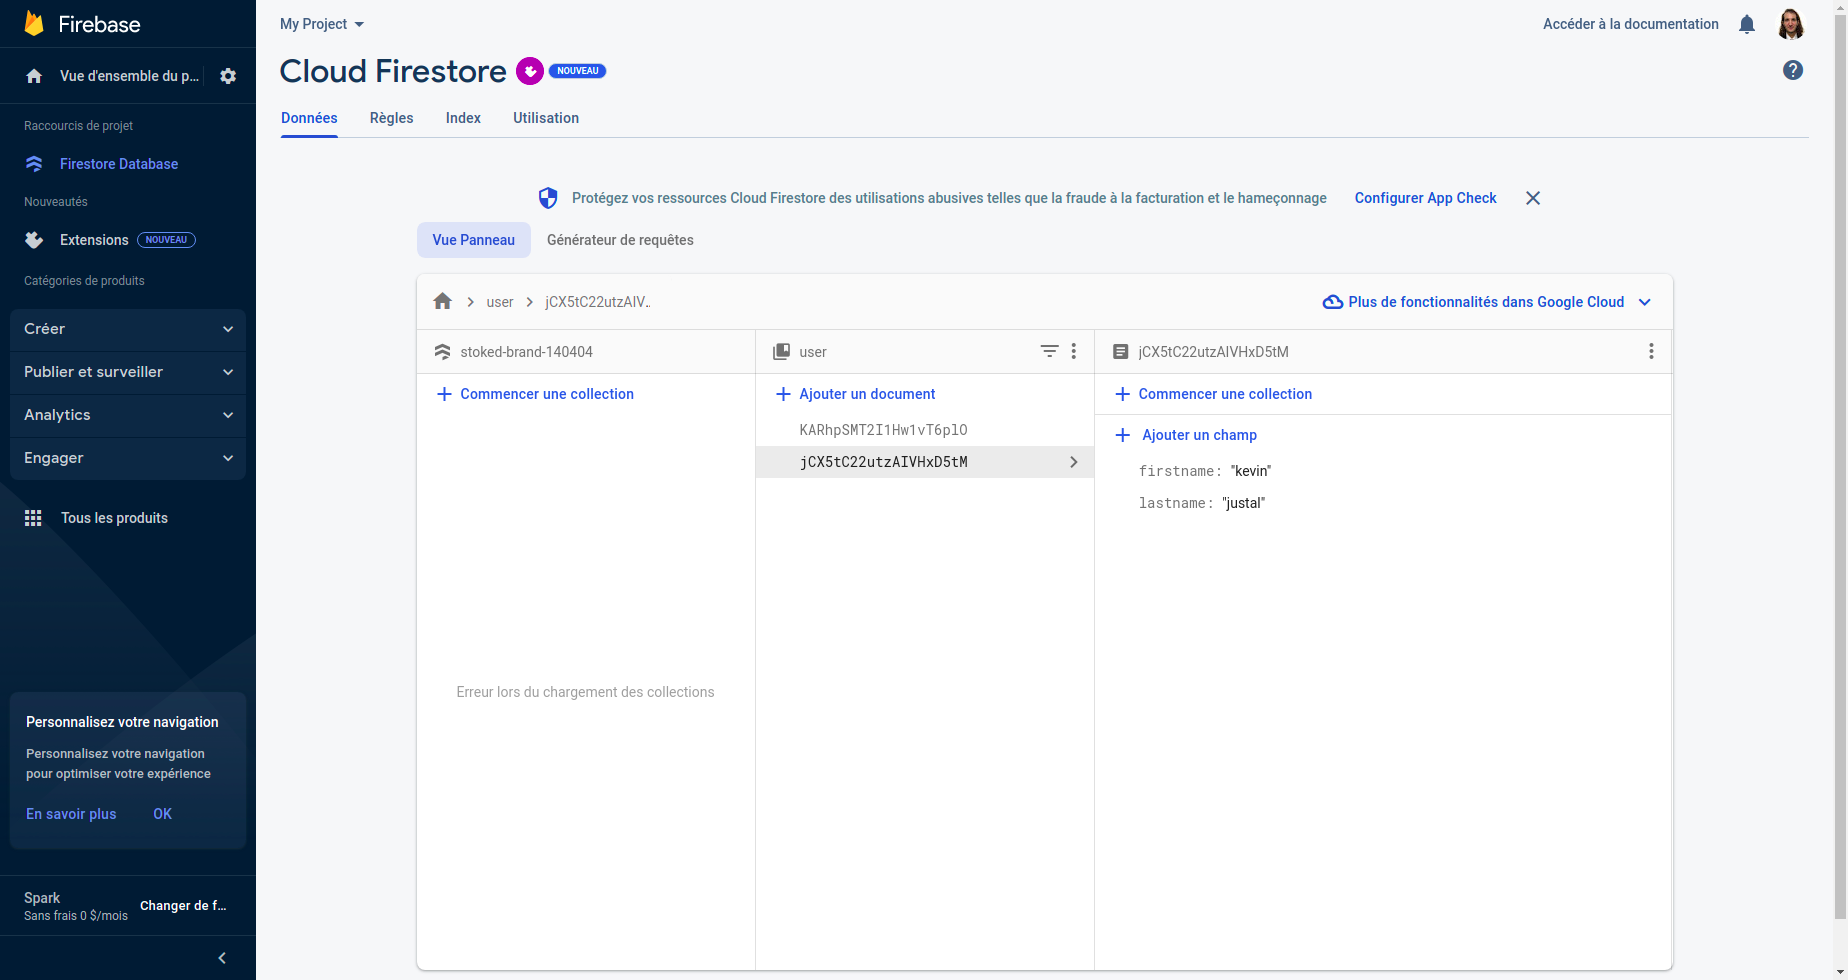 Firebase
My Project
Accéder à la documentation
Vue d'ensemble du p...
Cloud Firestore
NOUVEAU
Données
Règles
Index
Utilisation
Raccourcis de projet
Firestore Database
Nouveautés
Extensions
NOUVEAU
Catégories de produits
Créer
Publier et surveiller
Analytics
Engager
Tous les produits
Personnalisez votre navigation
Personnalisez votre navigation
pour optimiser votre expérience
En savoir plus
OK
Spark
Sans frais 0 $/mois
Changer de f...
Protégez vos ressources Cloud Firestore des utilisations abusives telles que la fraude à la facturation et le hameçonnage
Configurer App Check
Vue Panneau
Générateur de requêtes
user
jCX5tC22utzAIV..
Plus de fonctionnalités dans Google Cloud
stoked-brand-140404
Commencer une collection
Erreur lors du chargement des collections
user
Ajouter un document
KARhpSMT2I1Hw1vT6plO
jCX5tC22utzAIVHxD5tM
jCX5tC22utzAIVHxD5tM
Commencer une collection
Ajouter un champ
firstname: "kevin"
lastname: "justal"